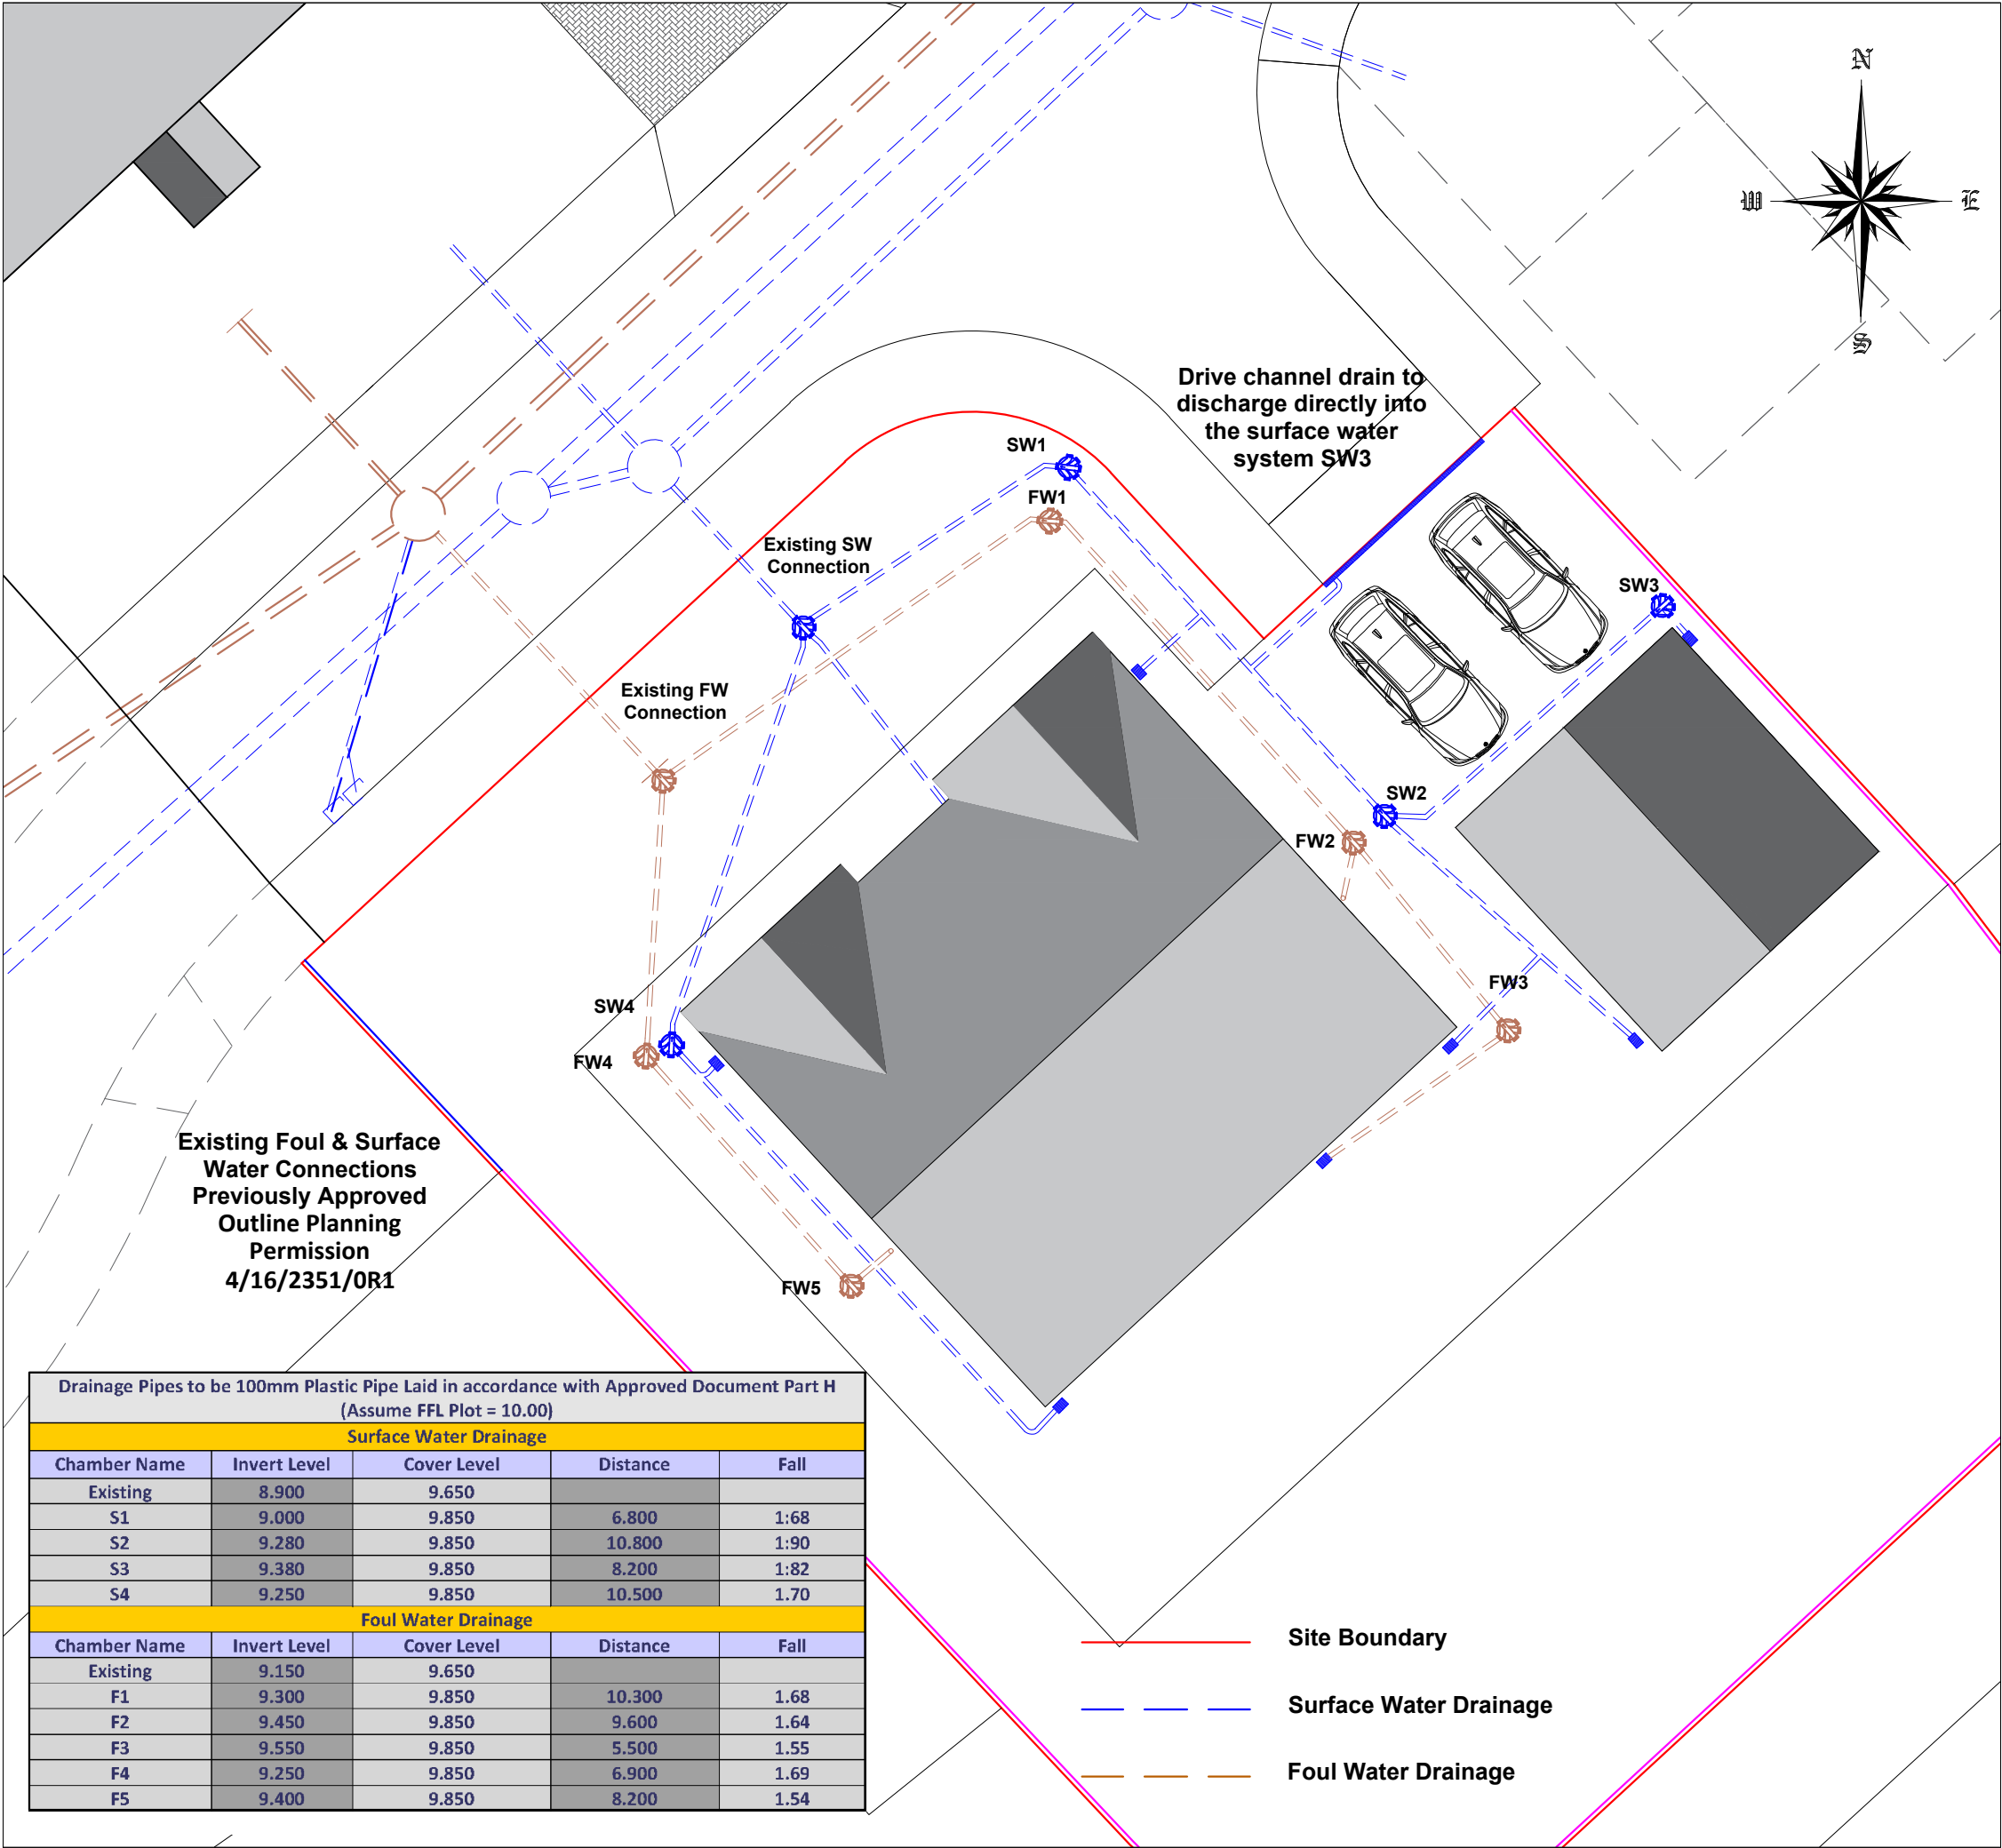 N
W
E
S
Drive channel drain to
discharge directly into
the surface water
system SW3
SW1
FW1
Existing SW
Connection
SW3
Existing FW
Connection
SW2
FW2
FW3
SW4
FW4
Existing Foul & Surface
Water Connections
Previously Approved
Outline Planning
Permission
4/16/2351/0R1
FW5
Drainage Pipes to be 100mm Plastic Pipe Laid in accordance with Approved Document Part H
(Assume FFL Plot = 10.00)
Surface Water Drainage
Chamber Name Invert Level Cover Level Distance Fall
Existing 8.900 9.650
S1 9.000 9.850 6.800 1:68
S2 9.280 9.850 10.800 1:90
S3 9.380 9.850 8.200 1:82
S4 9.250 9.850 10.500 1.70
Foul Water Drainage
Chamber Name Invert Level Cover Level Distance Fall
Existing 9.150 9.650
F1 9.300 9.850 10.300 1.68
F2 9.450 9.850 9.600 1.64
F3 9.550 9.850 5.500 1.55
F4 9.250 9.850 6.900 1.69
F5 9.400 9.850 8.200 1.54
Site Boundary
Surface Water Drainage
Foul Water Drainage